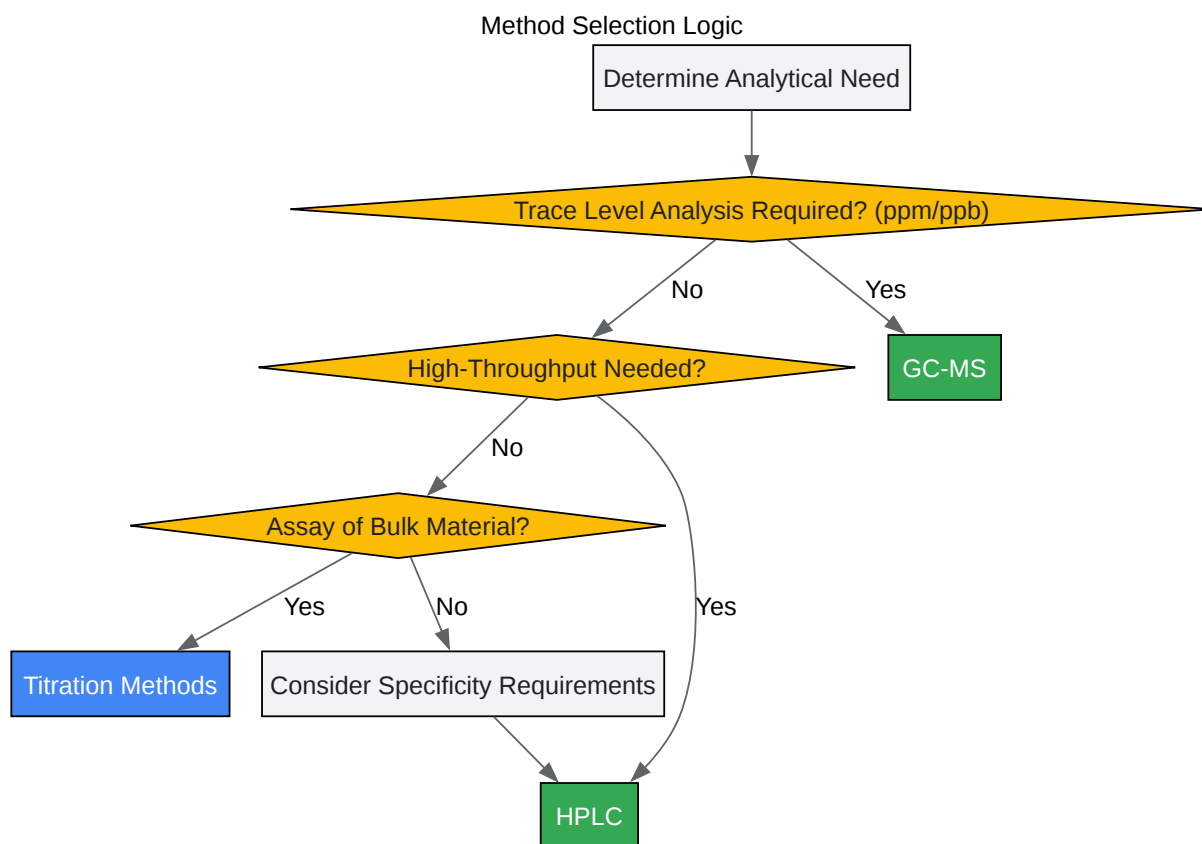 Method Selection Logic
Determine Analytical Need
Trace Level Analysis Required? (ppm/ppb)
No
Yes
High-Throughput Needed?
GC-MS
No
Assay of Bulk Material?
Yes
No
Yes
Titration Methods
Consider Specificity Requirements
HPLC